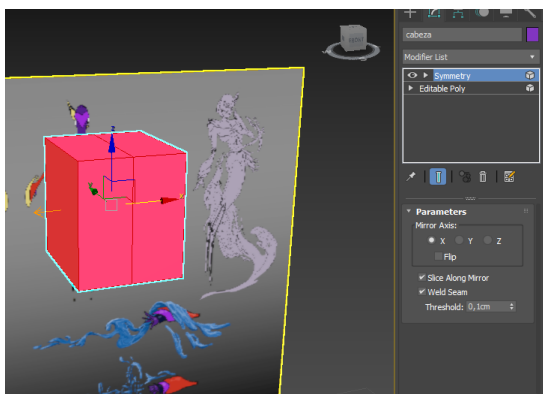 cabeza
Modifier List
Symmetry
Editable Poly
Parameters
Mirror Axis:
X Y Z
Flip
Slice Along Mirror
Weld Seam
Threshold: 0,1cm